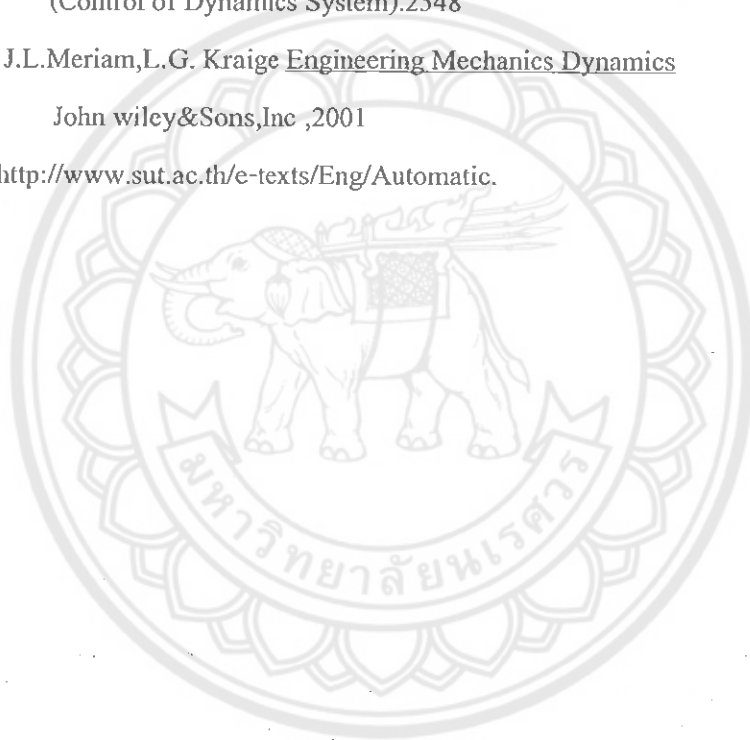 (Control of Dynamics System).2548
J.L.Meriam,L.G. Kraige Engineering Mechanics Dynamics
John wiley&Sons,Inc ,2001
http://www.sut.ac.th/e-texts/Eng/Automatic.
มหาวิทยาลัยนเรศวร